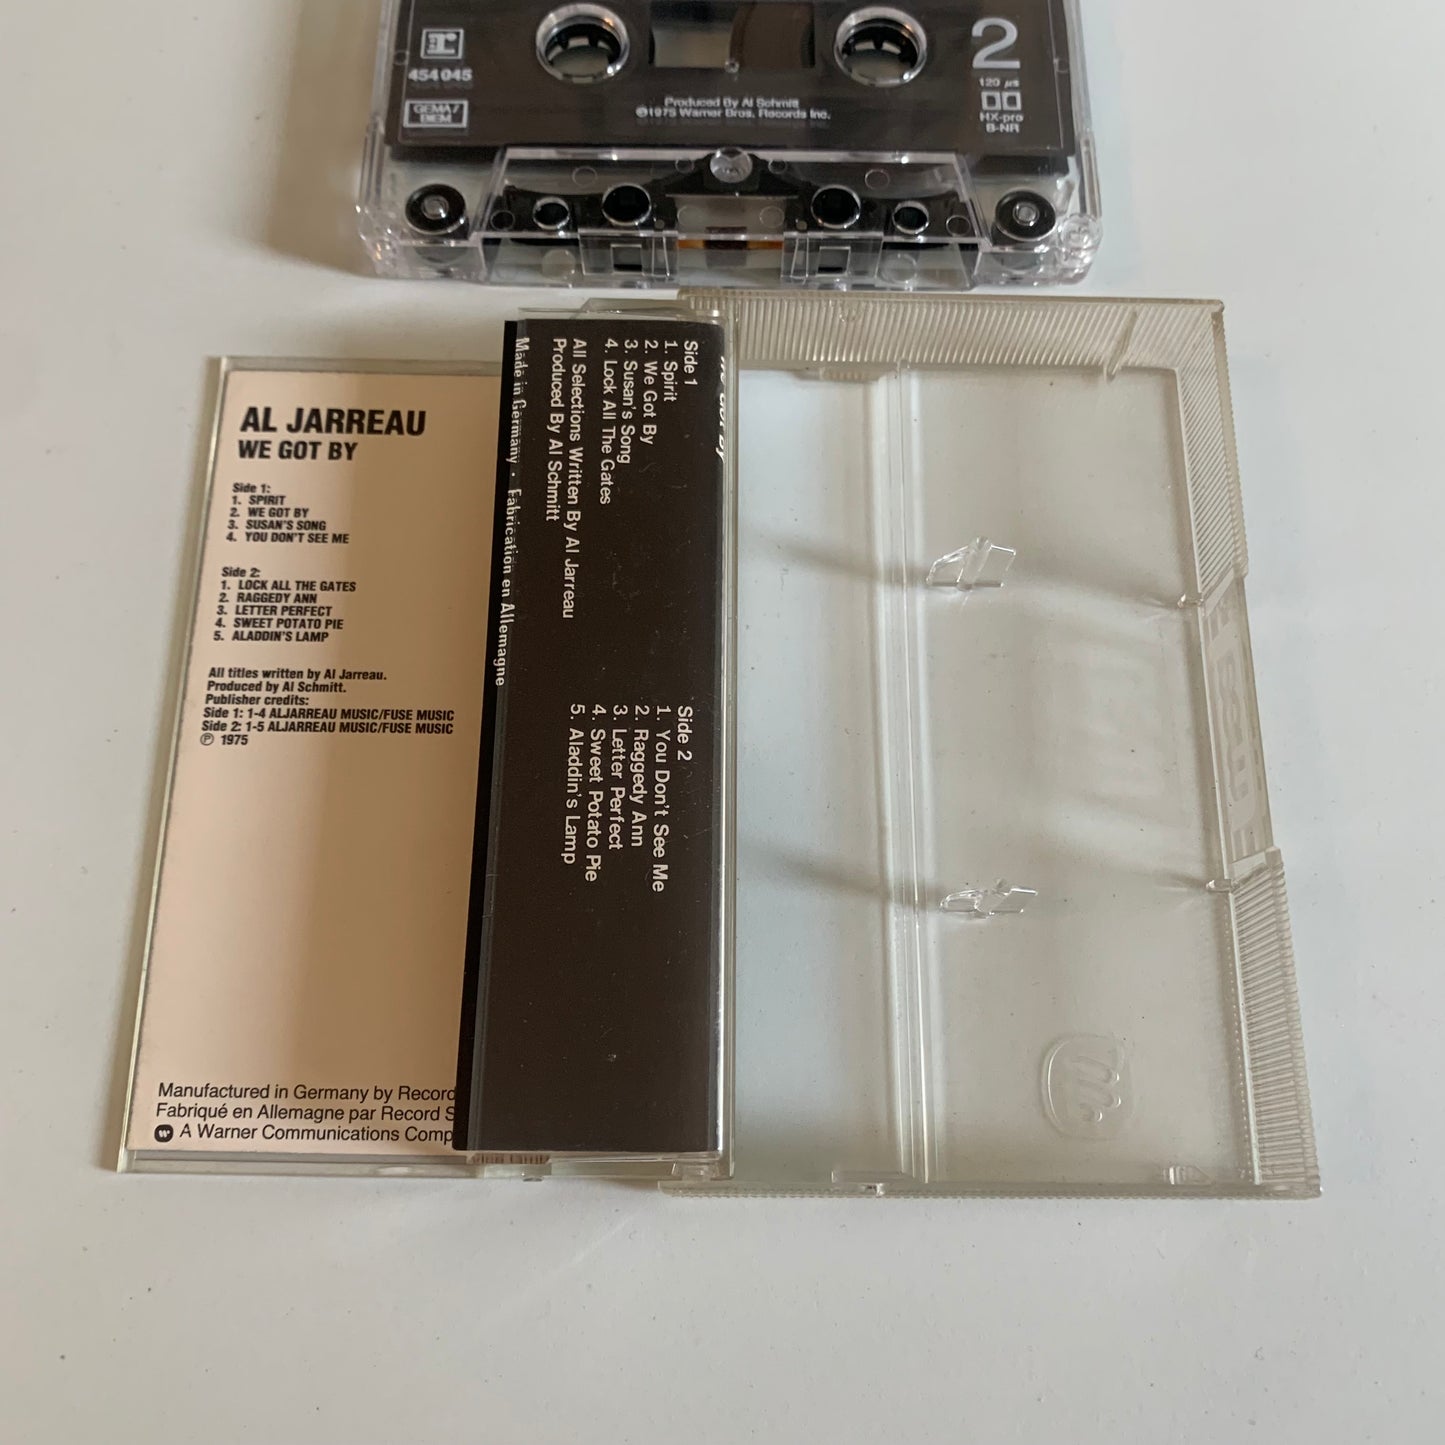 454 045
GEMA/
BIEM
Produced By Al Schmitt
℗1975 Warner Bros. Records Inc.
2
120 µs
HX-pro
B-NR
AL JARREAU
WE GOT BY
Side 1:
1. SPIRIT
2. WE GOT BY
3. SUSAN'S SONG
4. YOU DON'T SEE ME
Side 2:
1. LOCK ALL THE GATES
2. RAGGEDY ANN
3. LETTER PERFECT
4. SWEET POTATO PIE
5. ALADDIN'S LAMP
All titles written by Al Jarreau.
Produced by Al Schmitt.
Publisher credits:
Side 1: 1-4 ALJARREAU MUSIC/FUSE MUSIC
Side 2: 1-5 ALJARREAU MUSIC/FUSE MUSIC
℗ 1975
Manufactured in Germany by Record
Fabriqué en Allemagne par Record S
A Warner Communications Comp
We Got By
Side 1
1. Spirit
2. We Got By
3. Susan's Song
4. Lock All The Gates
All Selections Written By Al Jarreau
Produced By Al Schmitt
Side 2
1. You Don't See Me
2. Raggedy Ann
3. Letter Perfect
4. Sweet Potato Pie
5. Aladdin's Lamp
Made in Germany · Fabrication en Allemagne